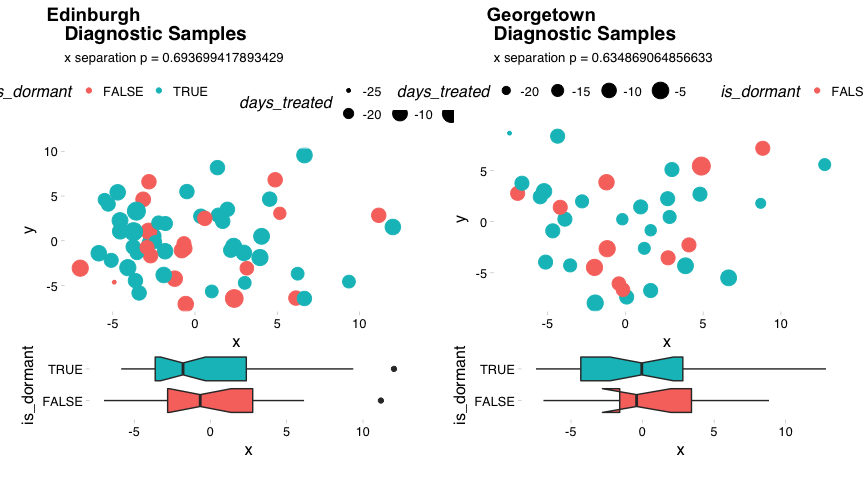 Edinburgh
Diagnostic Samples
x separation p = 0.693699417893429
s_dormant FALSE TRUE
days_treated -25
-20 -10
10
5
0
-5
y
-5 0 5 10
x
is_dormant
TRUE
FALSE
-5 0 5 10
x
Georgetown
Diagnostic Samples
x separation p = 0.634869064856633
days_treated -20 -15 -10 -5 is_dormant FALS
5
0
-5
y
-5 0 5 10
x
is_dormant
TRUE
FALSE
-5 0 5 10
x